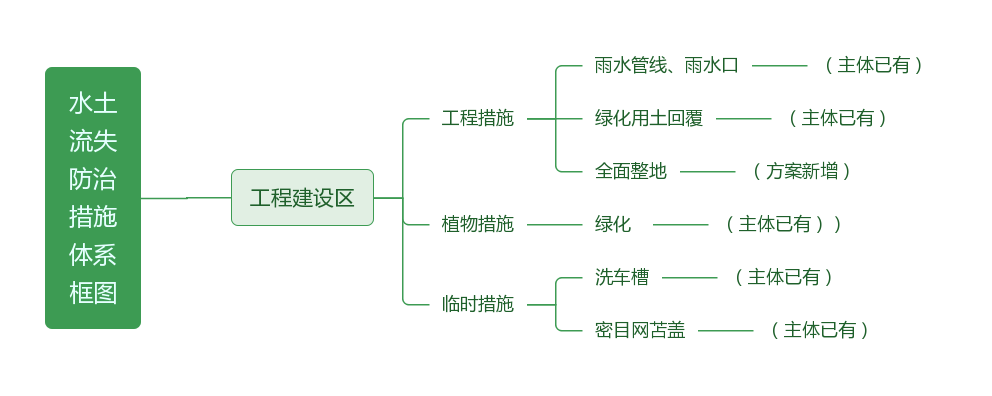 水土
流失
防治
措施
体系
框图
工程建设区
工程措施
雨水管线、雨水口 （主体已有）
绿化用土回覆 （主体已有）
全面整地 （方案新增）
植物措施
绿化 （主体已有））
临时措施
洗车槽 （主体已有）
密目网苫盖 （主体已有）